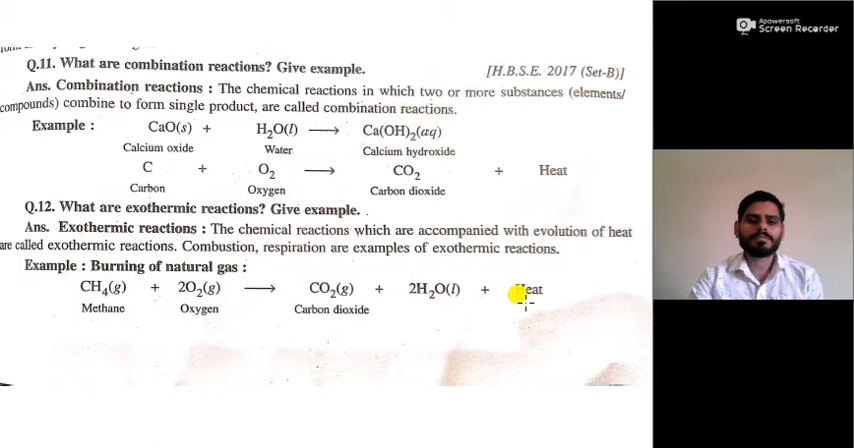 Q.11. What are combination reactions? Give example. [H.B.S.E. 2017 (Set-B)]
Ans. Combination reactions : The chemical reactions in which two or more substances (elements/
compounds) combine to form single product, are called combination reactions.
Example : CaO(s) + H₂O(l) ⟶ Ca(OH)₂(aq)
Calcium oxide Water Calcium hydroxide
C + O₂ ⟶ CO₂ + Heat
Carbon Oxygen Carbon dioxide
Q.12. What are exothermic reactions? Give example.
Ans. Exothermic reactions : The chemical reactions which are accompanied with evolution of heat
are called exothermic reactions. Combustion, respiration are examples of exothermic reactions.
Example : Burning of natural gas :
CH₄(g) + 2O₂(g) ⟶ CO₂(g) + 2H₂O(l) + Heat
Methane Oxygen Carbon dioxide
Apowersoft
Screen Recorder